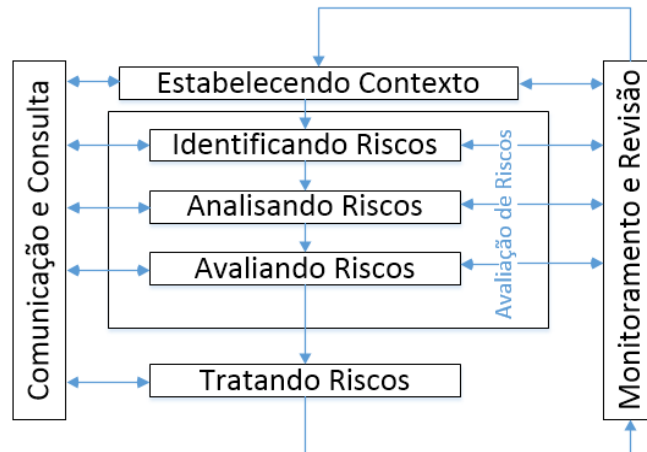 Estabelecendo Contexto
Identificando Riscos
Analisando Riscos
Avaliando Riscos
Tratando Riscos
Comunicação e Consulta
Avaliação de Riscos
Monitoramento e Revisão